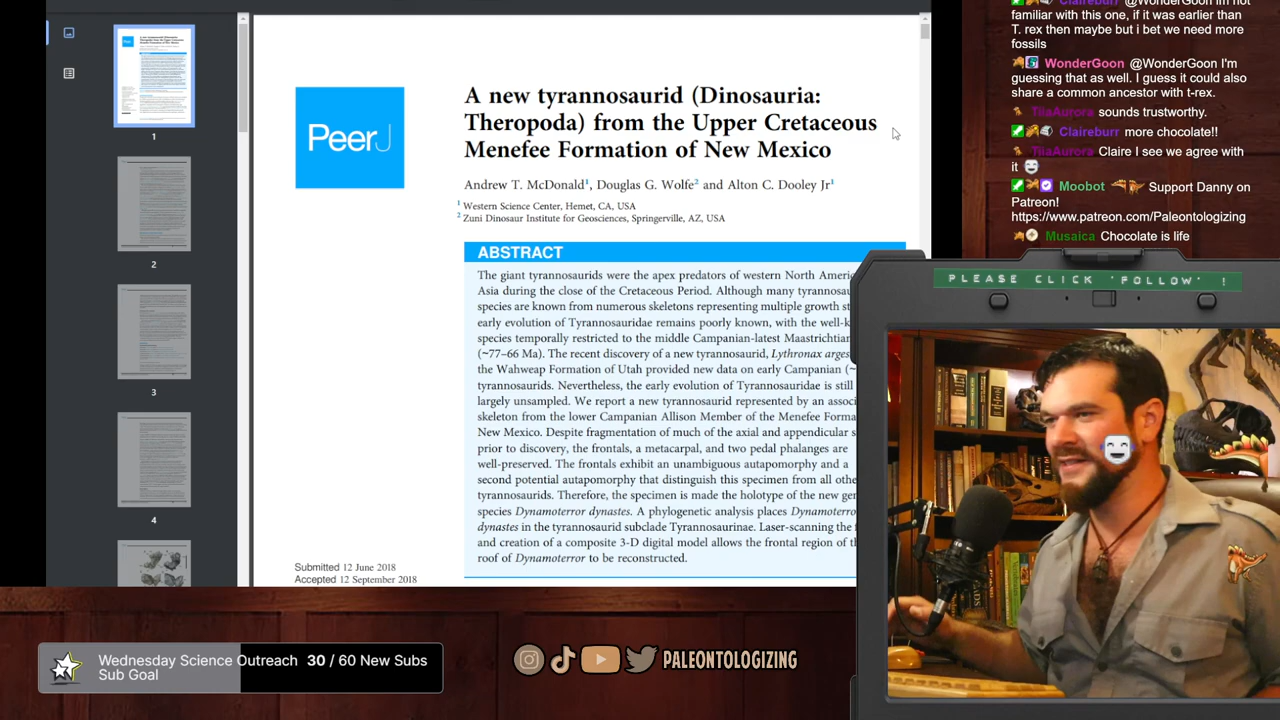 PeerJ
A new tyrannosaurid (Dinosauria:
Theropoda) from the Upper Cretaceous
Menefee Formation of New Mexico
Andrew T. McDonald1, Douglas G. Wolfe2 and Alton C. Dooley Jr1
1 Western Science Center, Hemet, CA, USA
2 Zuni Dinosaur Institute for Geosciences, Springerville, AZ, USA
ABSTRACT
The giant tyrannosaurids were the apex predators of western North Americ
Asia during the close of the Cretaceous Period. Although many tyrannosau
species are known from numerous skeletons representing multiple growth st
early evolution of Tyrannosauridae remains poorly known, with the well-k
species temporally restricted to the middle Campanian-latest Maastrichtian
(∼77–66 Ma). The recent discovery of a new tyrannosaurid, Lythronax arges
the Wahweap Formation of Utah provided new data on early Campanian (∼
tyrannosaurids. Nevertheless, the early evolution of Tyrannosauridae is still
largely unsampled. We report a new tyrannosaurid represented by an associ
skeleton from the lower Campanian Allison Member of the Menefee Forma
New Mexico. Despite fragmentation of much of the axial and appendicular s
prior to discovery, the frontals, a metacarpal, and two pedal phalanges are
well-preserved. The frontals exhibit an unambiguous autapomorphy and a
second potential autapomorphy that distinguish this specimen from all othe
tyrannosaurids. Therefore, the specimen is made the holotype of the new gen
species Dynamoterror dynastes. A phylogenetic analysis places Dynamoterro
dynastes in the tyrannosaurid subclade Tyrannosaurinae. Laser-scanning the f
and creation of a composite 3-D digital model allows the frontal region of th
roof of Dynamoterror to be reconstructed.
Submitted 12 June 2018
Accepted 12 September 2018
1
2
3
4
Claireburr @WonderGoon Im not
familiar with this one, if it was earlier than
T. rex then maybe but i bet we need more
fossils
WonderGoon @WonderGoon I'm
guessing that as well. I guess it could also
share a common ancestor with t-rex.
TiiaAurora sounds trustworthy.
Claireburr more chocolate!!
TiiaAurora Claire I see we agree with
it
Moobot Support Danny on
Patreon!
https://www.patreon.com/Paleontologizing
Musaica Chocolate is life
PLEASE CLICK 'FOLLOW' !
Wednesday Science Outreach 30 / 60 New Subs
Sub Goal
PALEONTOLOGIZING